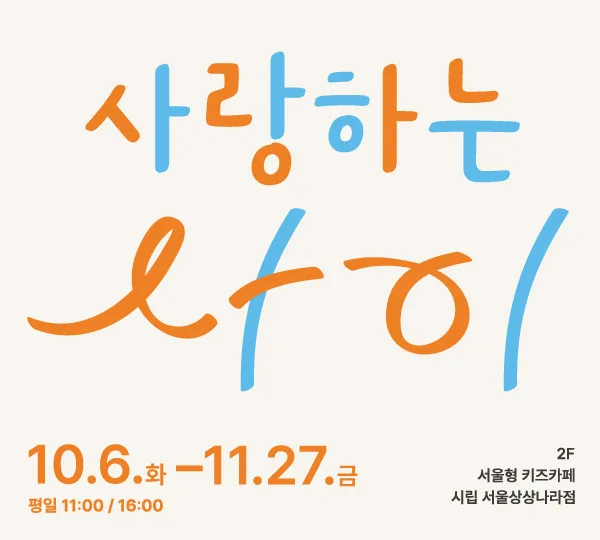 사랑하는
사이
10.6.화 –11.27.금
평일 11:00 / 16:00
2F
서울형 키즈카페
시립 서울상상나라점